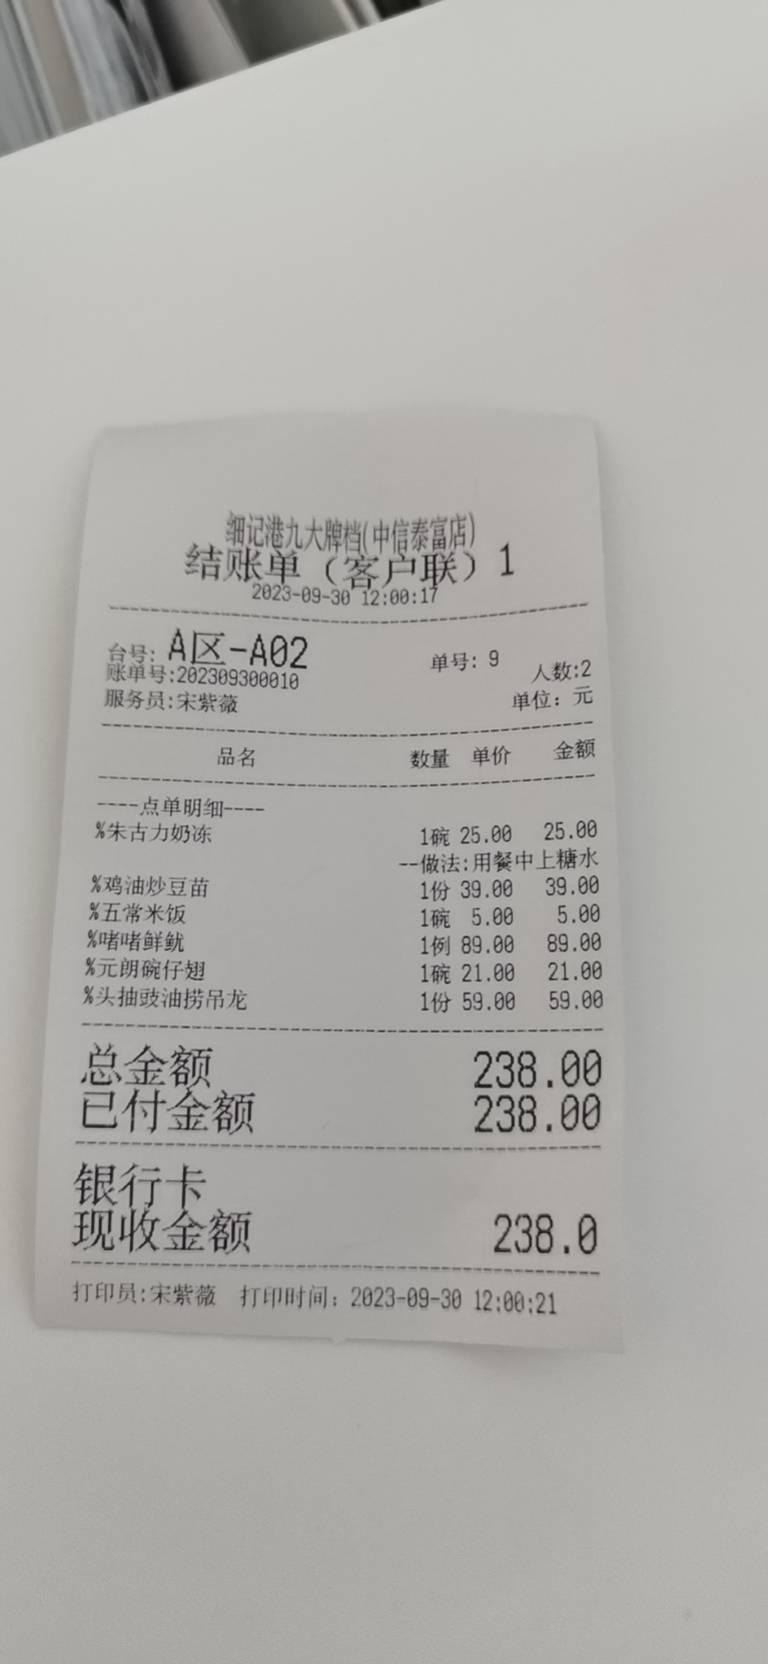 细记港九大牌档(中信泰富店)
结账单（客户联）1
2023-09-30 12:00:17
台号: A区-A02 单号: 9
账单号:202309300010 人数:2
服务员:宋紫薇 单位: 元
品名 数量 单价 金额
----点单明细----
%朱古力奶冻 1碗 25.00 25.00
--做法:用餐中上糖水
%鸡油炒豆苗 1份 39.00 39.00
%五常米饭 1碗 5.00 5.00
%啫啫鲜鱿 1例 89.00 89.00
%元朗碗仔翅 1碗 21.00 21.00
%头抽豉油捞吊龙 1份 59.00 59.00
总金额 238.00
已付金额 238.00
银行卡
现收金额 238.0
打印员:宋紫薇 打印时间: 2023-09-30 12:00:21